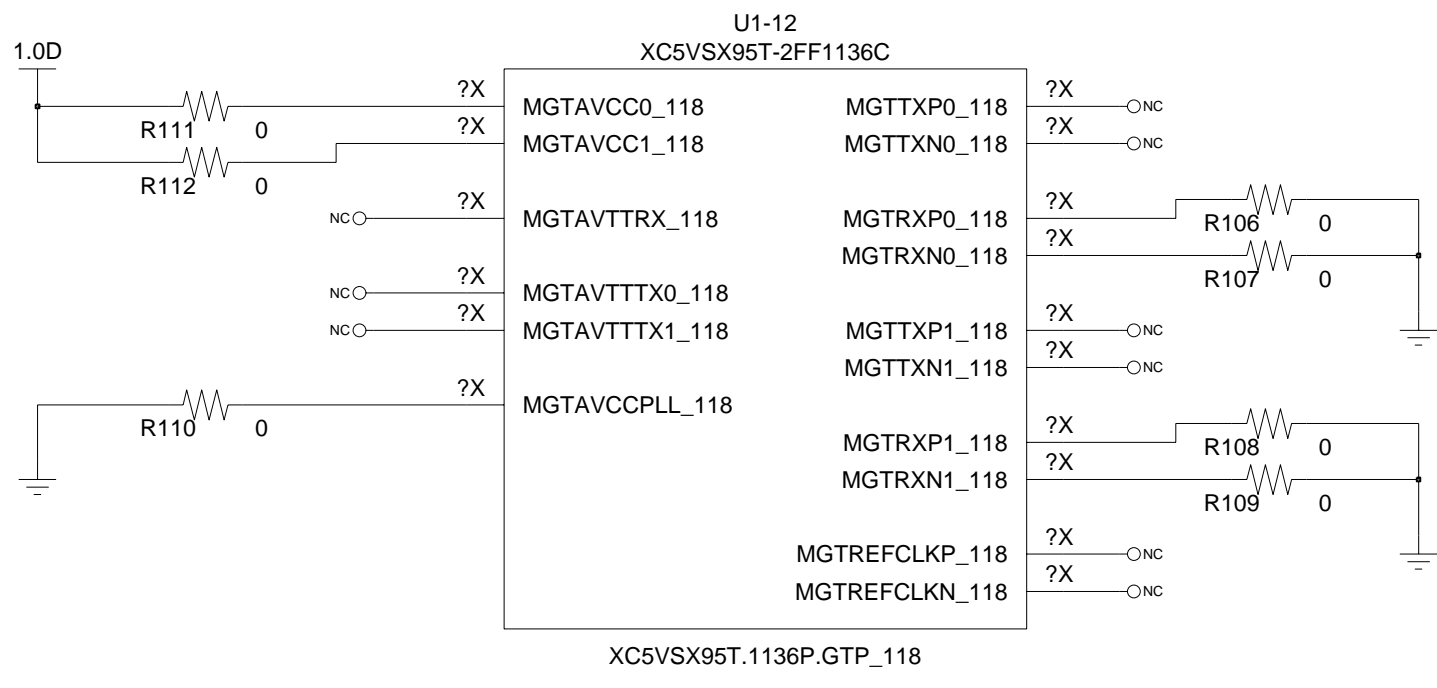 U1-12
XC5VSX95T-2FF1136C
1.0D
?X MGTAVCC0_118 MGTTXP0_118 ?X NC
R111 0
?X MGTAVCC1_118 MGTTXN0_118 ?X NC
R112 0
NC ?X MGTAVTTRX_118 MGTRXP0_118 ?X
R106 0
MGTRXN0_118 ?X
R107 0
NC ?X MGTAVTTTX0_118
NC ?X MGTAVTTTX1_118 MGTTXP1_118 ?X NC
MGTTXN1_118 ?X NC
?X MGTAVCCPLL_118
R110 0
MGTRXP1_118 ?X
R108 0
MGTRXN1_118 ?X
R109 0
MGTREFCLKP_118 ?X NC
MGTREFCLKN_118 ?X NC
XC5VSX95T.1136P.GTP_118